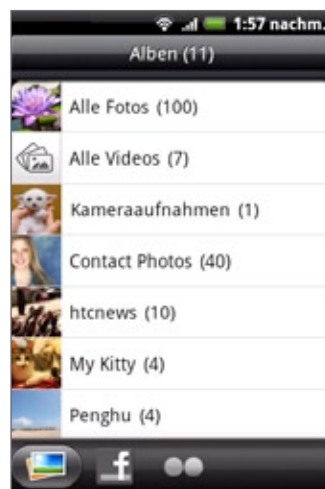 1:57 nachm.
Alben (11)
Alle Fotos (100)
Alle Videos (7)
Kameraaufnahmen (1)
Contact Photos (40)
htcnews (10)
My Kitty (4)
Penghu (4)
f